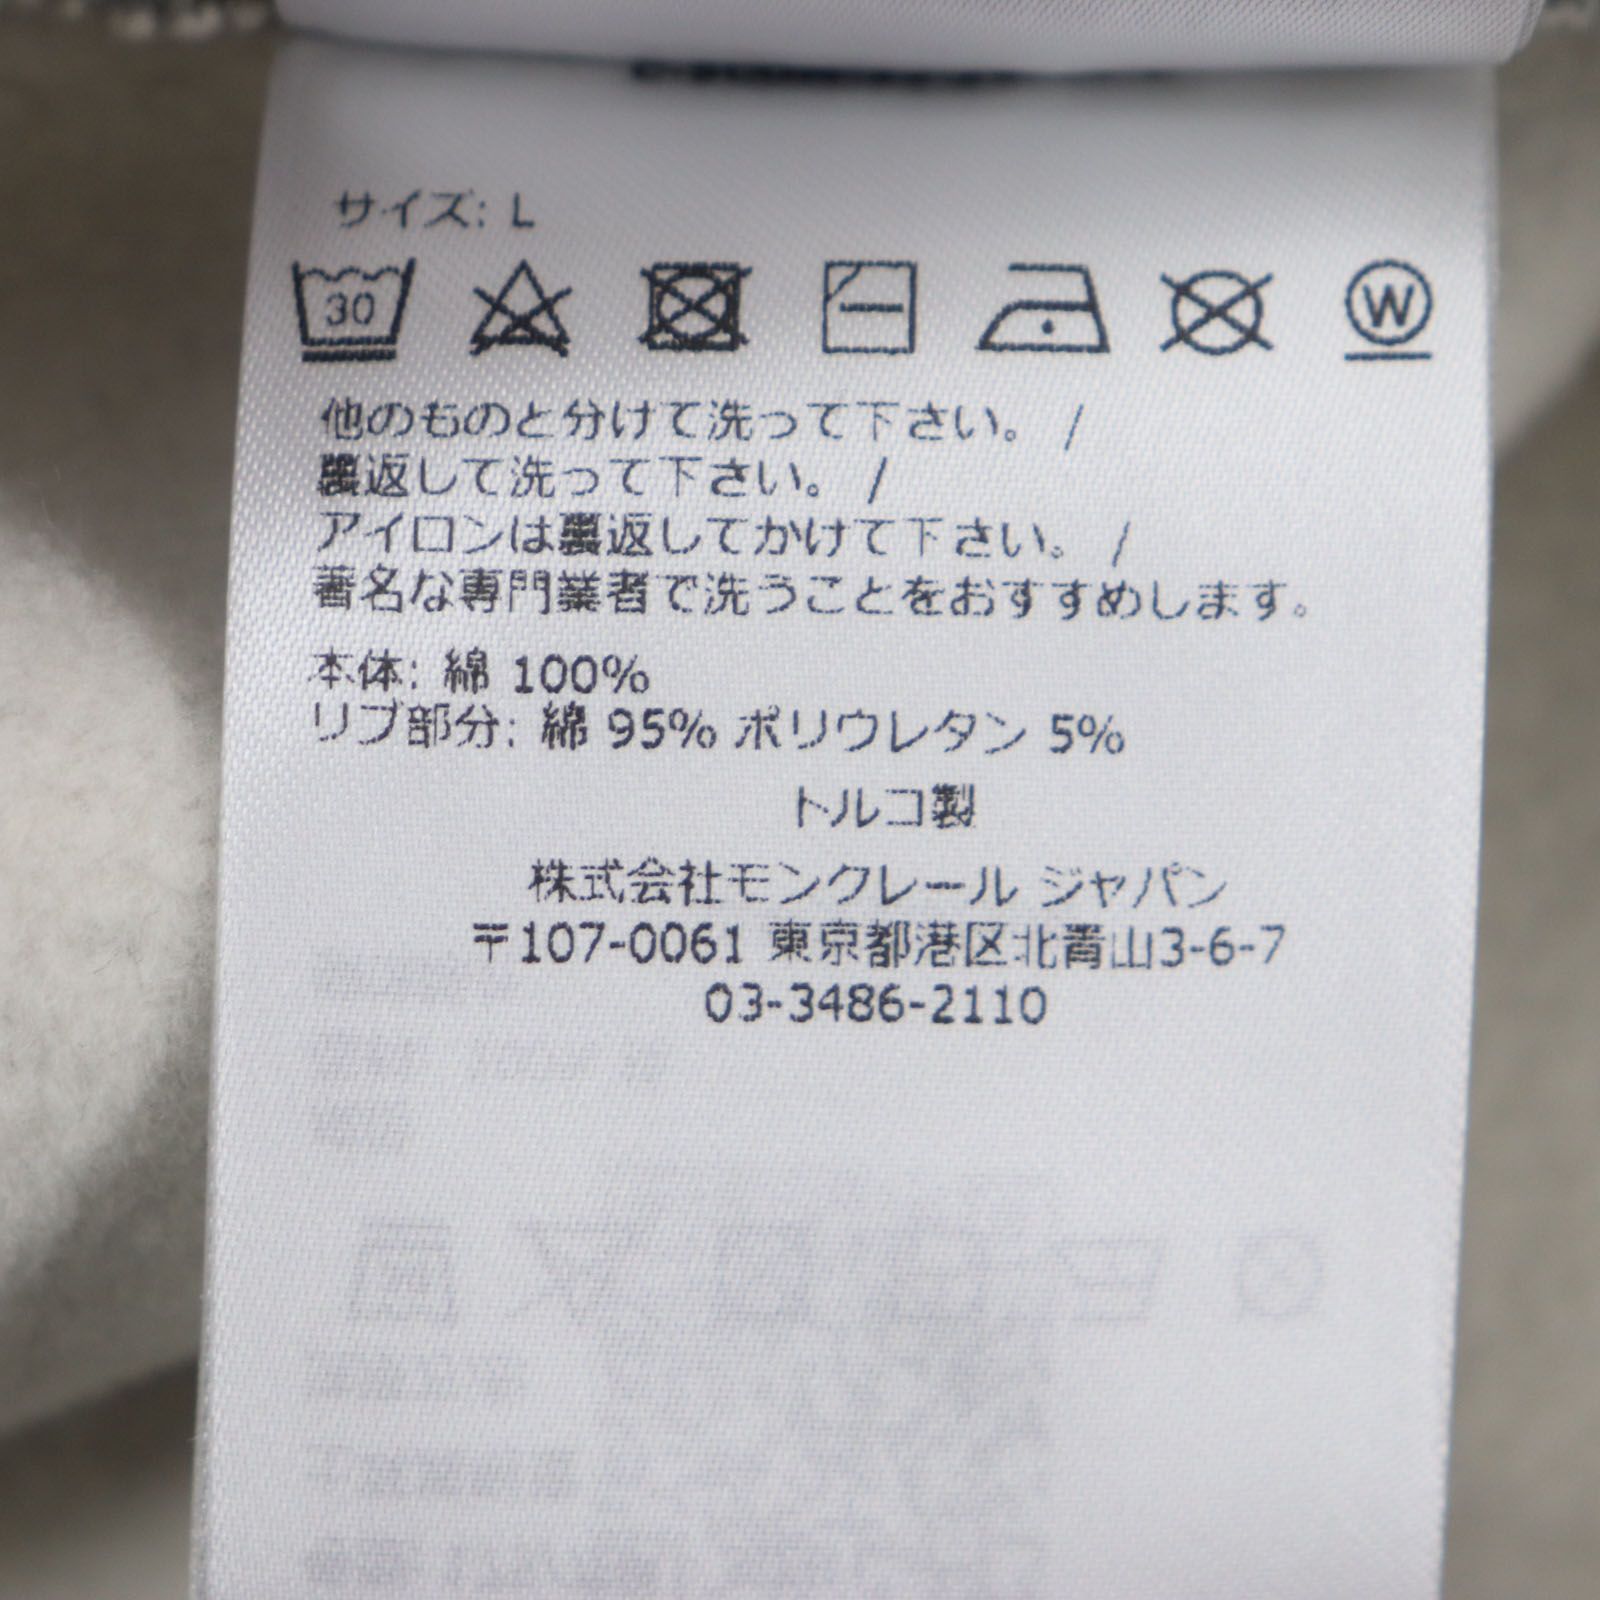 サイズ: L
30
W
他のものと分けて洗って下さい。 /
裏返して洗って下さい。 /
アイロンは裏返してかけて下さい。 /
著名な専門業者で洗うことをおすすめします。
本体: 綿 100%
リブ部分: 綿 95% ポリウレタン 5%
トルコ製
株式会社モンクレール ジャパン
〒107-0061 東京都港区北青山3-6-7
03-3486-2110